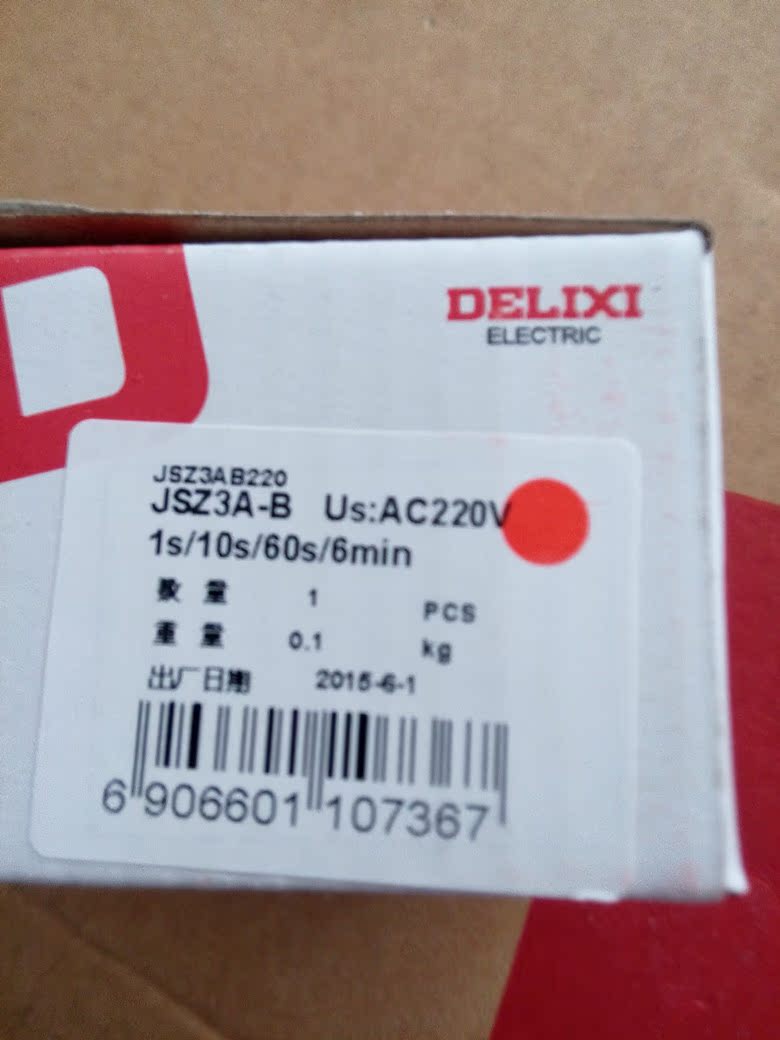 DELIXI
ELECTRIC
JSZ3AB220
JSZ3A-B Us:AC220V
1s/10s/60s/6min
数量 1 PCS
重量 0.1 kg
出厂日期 2015-6-1
6 906601 107367